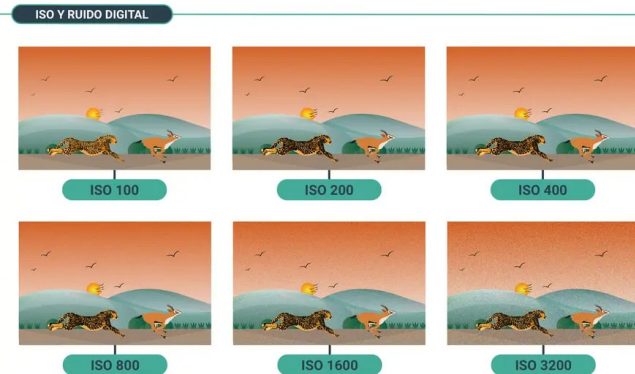 ISO Y RUIDO DIGITAL
ISO 100
ISO 200
ISO 400
ISO 800
ISO 1600
ISO 3200